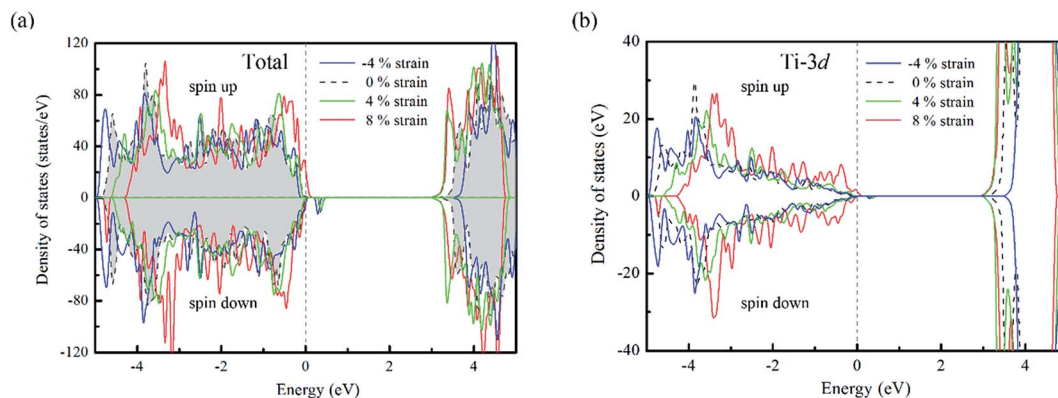 (a)
Total
spin up
spin down
-4 % strain
0 % strain
4 % strain
8 % strain
Density of states (states/eV)
120
80
40
0
-40
-80
-120
-4
-2
0
2
4
Energy (eV)
(b)
Ti-3d
spin up
spin down
-4 % strain
0 % strain
4 % strain
8 % strain
Density of states (eV)
40
20
0
-20
-40
-4
-2
0
2
4
Energy (eV)